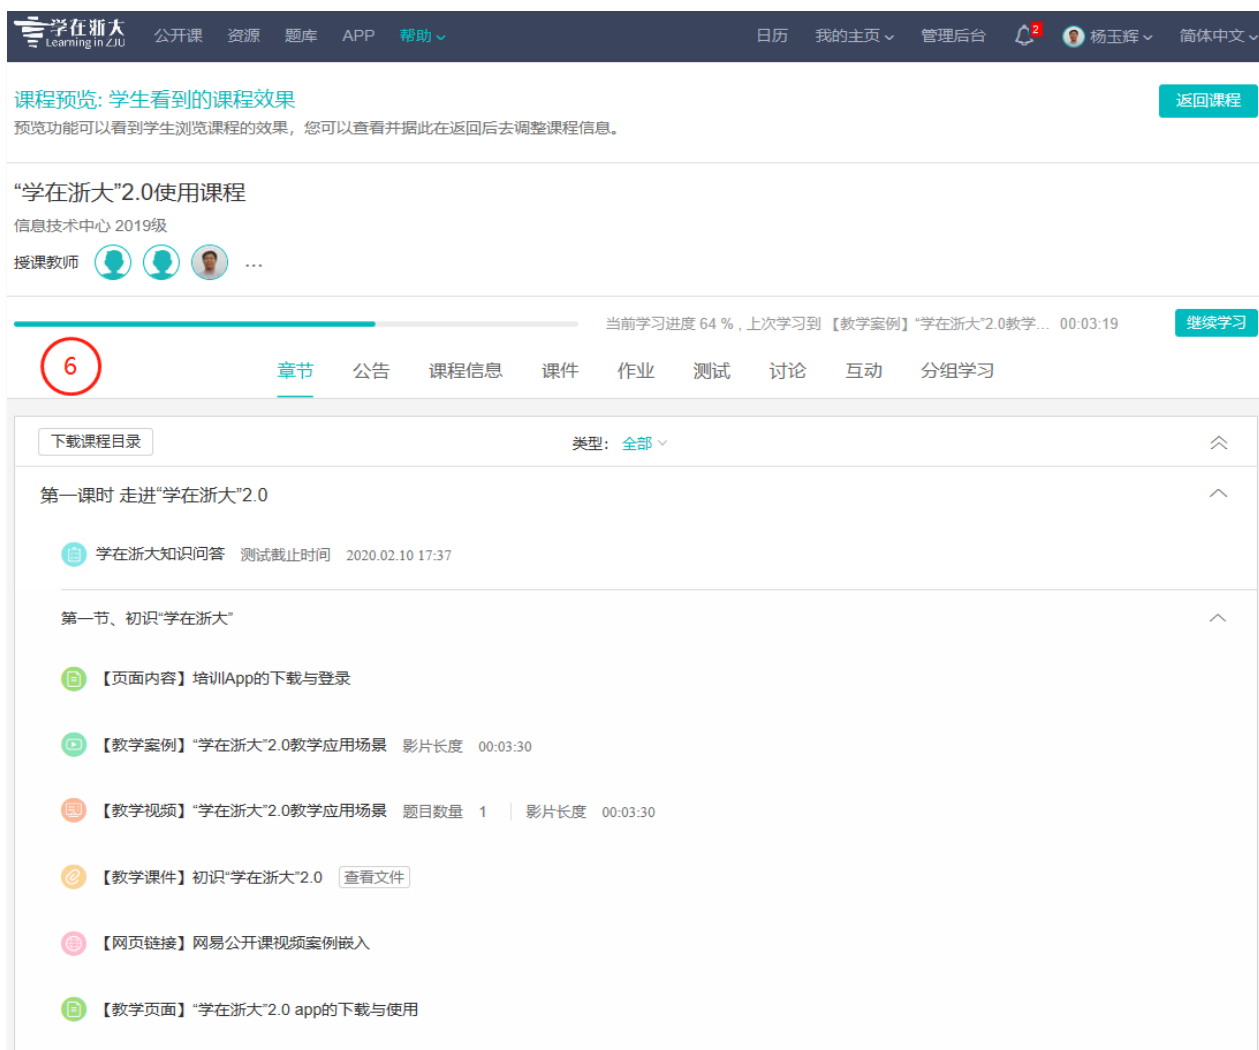 学在浙大 公开课 资源 题库 APP 帮助 日历 我的主页 管理后台 2 杨玉辉 简体中文
Learning in ZJU
课程预览: 学生看到的课程效果 返回课程
预览功能可以看到学生浏览课程的效果，您可以查看并据此在返回后去调整课程信息。
“学在浙大”2.0使用课程
信息技术中心 2019级
授课教师 ...
当前学习进度 64 % , 上次学习到 【教学案例】“学在浙大”2.0教学... 00:03:19 继续学习
6 章节 公告 课程信息 课件 作业 测试 讨论 互动 分组学习
下载课程目录 类型: 全部
第一课时 走进“学在浙大”2.0
学在浙大知识问答 测试截止时间 2020.02.10 17:37
第一节、初识“学在浙大”
【页面内容】培训App的下载与登录
【教学案例】“学在浙大”2.0教学应用场景 影片长度 00:03:30
【教学视频】“学在浙大”2.0教学应用场景 题目数量 1 影片长度 00:03:30
【教学课件】初识“学在浙大”2.0 查看文件
【网页链接】网易公开课视频案例嵌入
【教学页面】“学在浙大”2.0 app的下载与使用